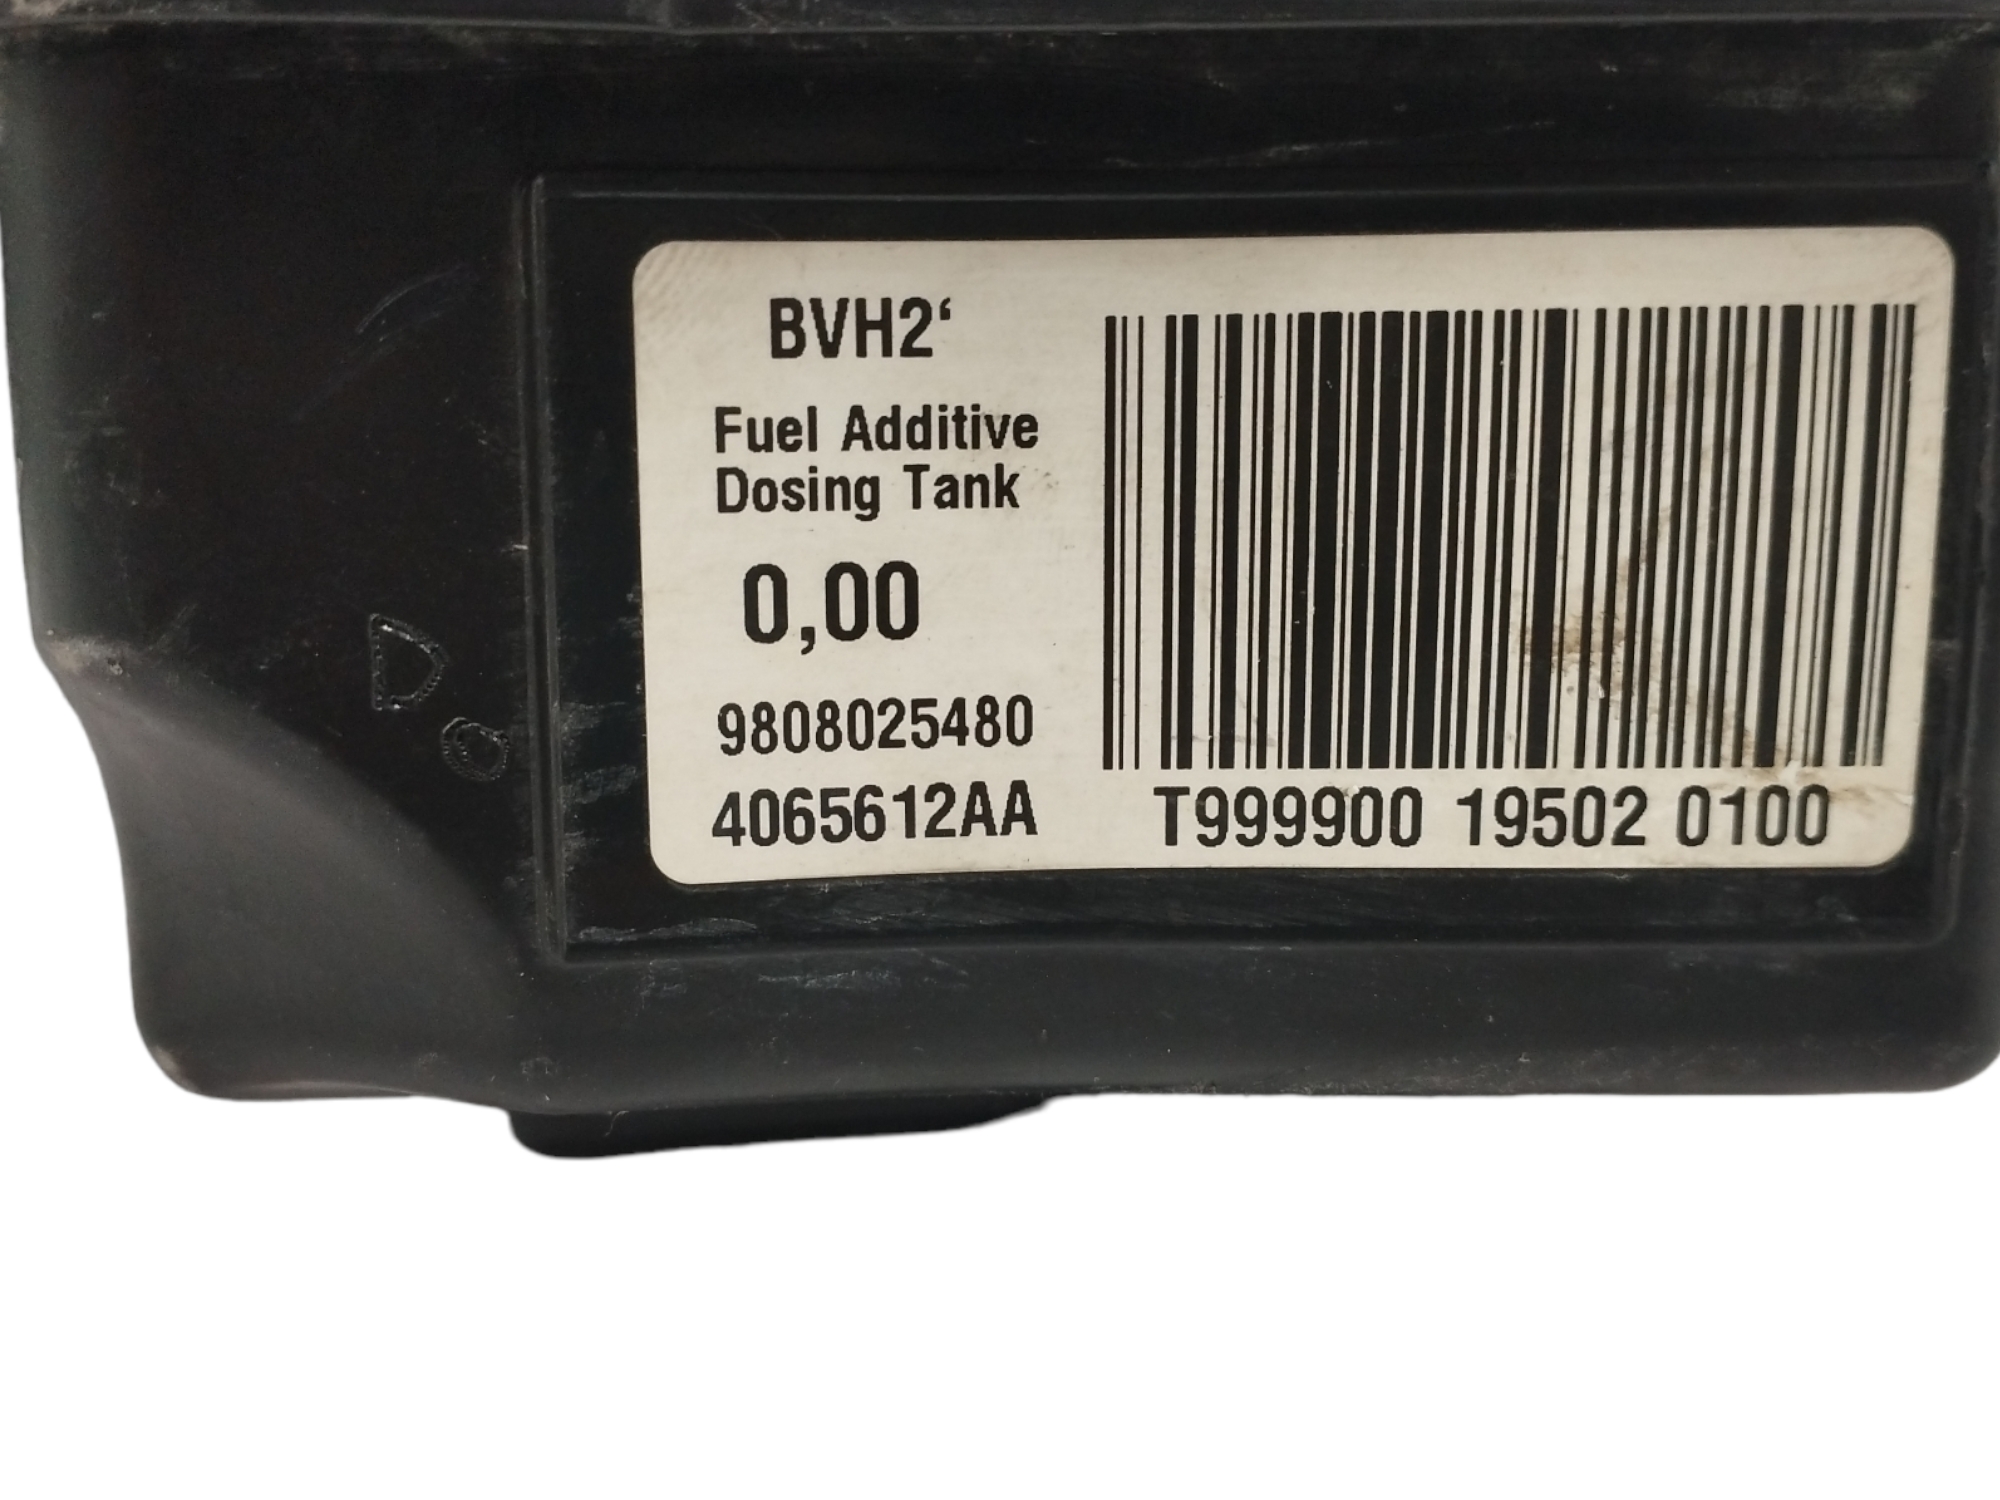 BVH2‘
Fuel Additive
Dosing Tank
0,00
9808025480
4065612AA
T999900 19502 0100